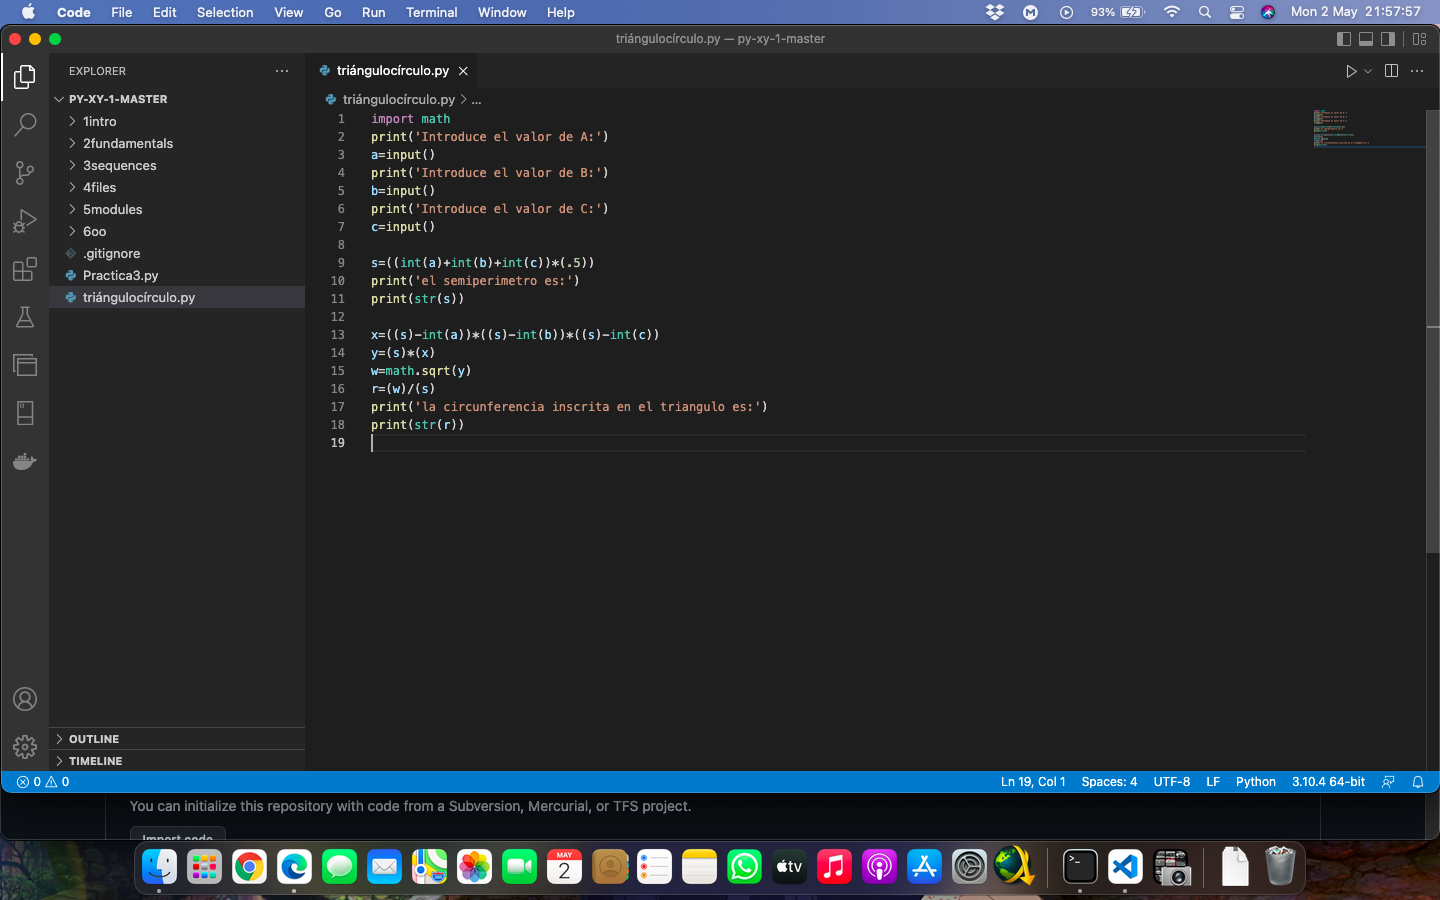 Code File Edit Selection View Go Run Terminal Window Help 93% Mon 2 May 21:57:57
triángulocírculo.py — py-xy-1-master
EXPLORER
PY-XY-1-MASTER
1intro
2fundamentals
3sequences
4files
5modules
6oo
.gitignore
Practica3.py
triángulocírculo.py
OUTLINE
TIMELINE
triángulocírculo.py
triángulocírculo.py > ...
1 import math
2 print('Introduce el valor de A:')
3 a=input()
4 print('Introduce el valor de B:')
5 b=input()
6 print('Introduce el valor de C:')
7 c=input()
8
9 s=((int(a)+int(b)+int(c))*(.5))
10 print('el semiperimetro es:')
11 print(str(s))
12
13 x=((s)-int(a))*((s)-int(b))*((s)-int(c))
14 y=(s)*(x)
15 w=math.sqrt(y)
16 r=(w)/(s)
17 print('la circunferencia inscrita en el triangulo es:')
18 print(str(r))
19
0 0 Ln 19, Col 1 Spaces: 4 UTF-8 LF Python 3.10.4 64-bit
You can initialize this repository with code from a Subversion, Mercurial, or TFS project.
Import code
MAY
2
tv